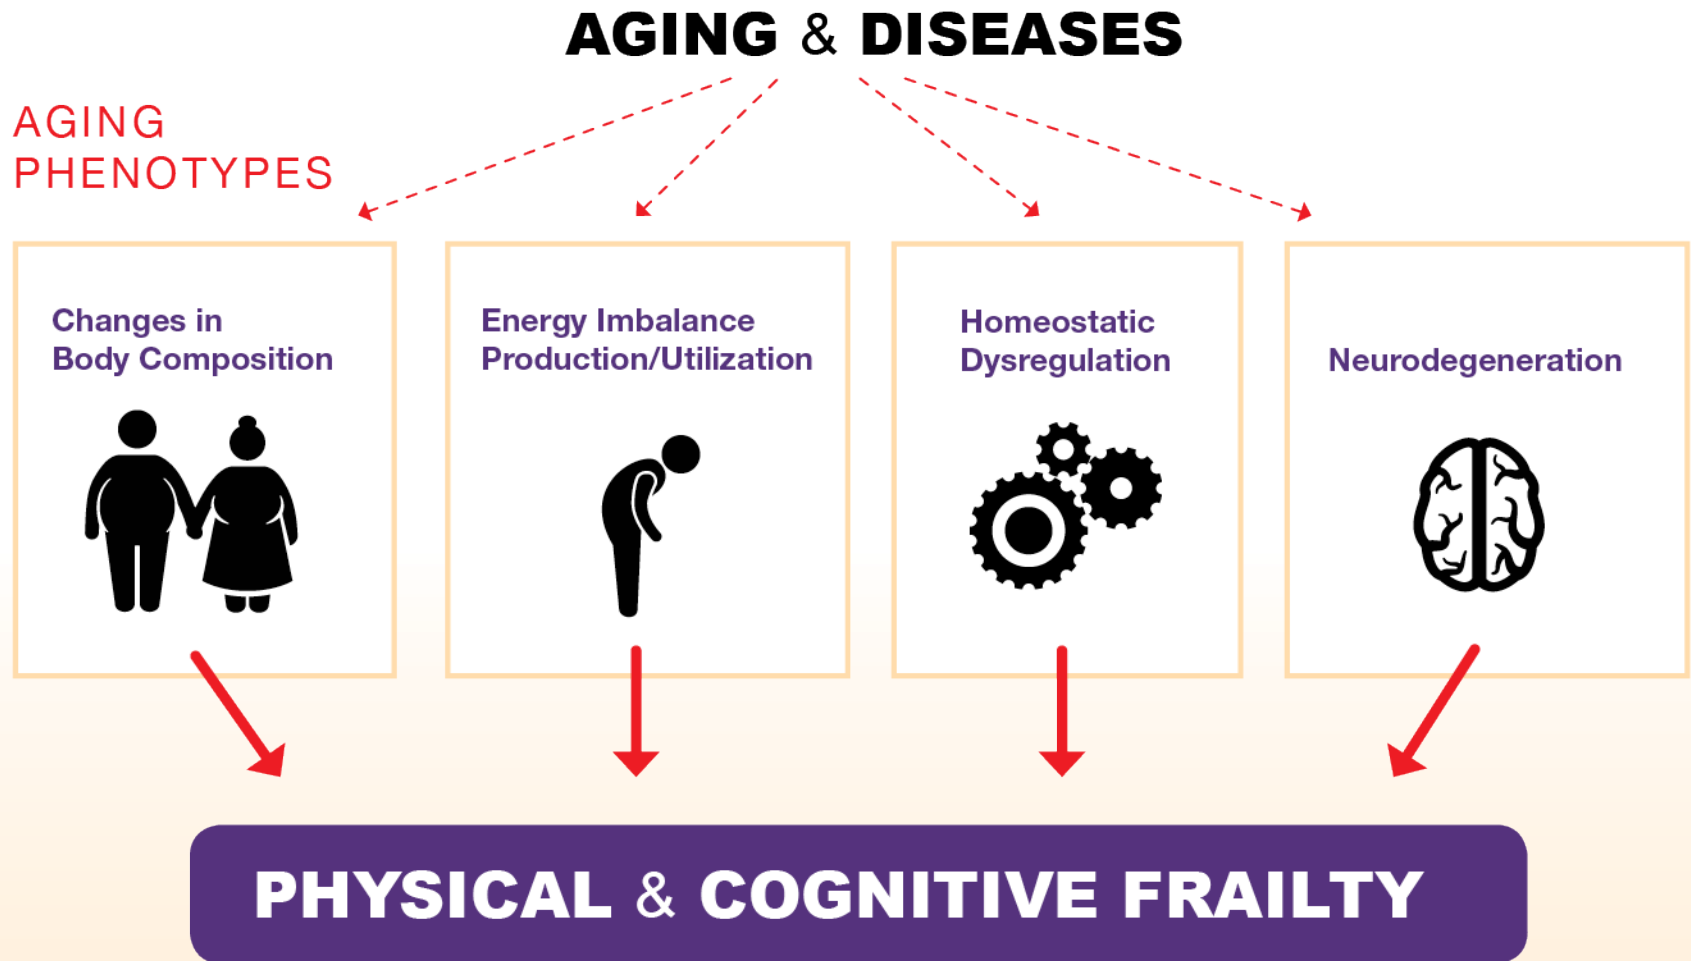 AGING & DISEASES
AGING
PHENOTYPES
Changes in
Body Composition
Energy Imbalance
Production/Utilization
Homeostatic
Dysregulation
Neurodegeneration
PHYSICAL & COGNITIVE FRAILTY